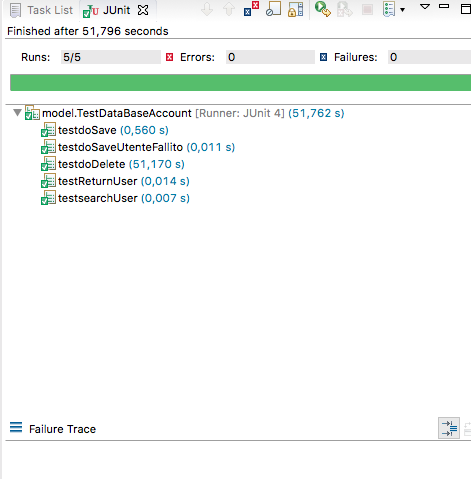 Task List JUnit
Finished after 51,796 seconds
Runs: 5/5 Errors: 0 Failures: 0
model.TestDataBaseAccount [Runner: JUnit 4] (51,762 s)
testdoSave (0,560 s)
testdoSaveUtenteFallito (0,011 s)
testdoDelete (51,170 s)
testReturnUser (0,014 s)
testsearchUser (0,007 s)
Failure Trace